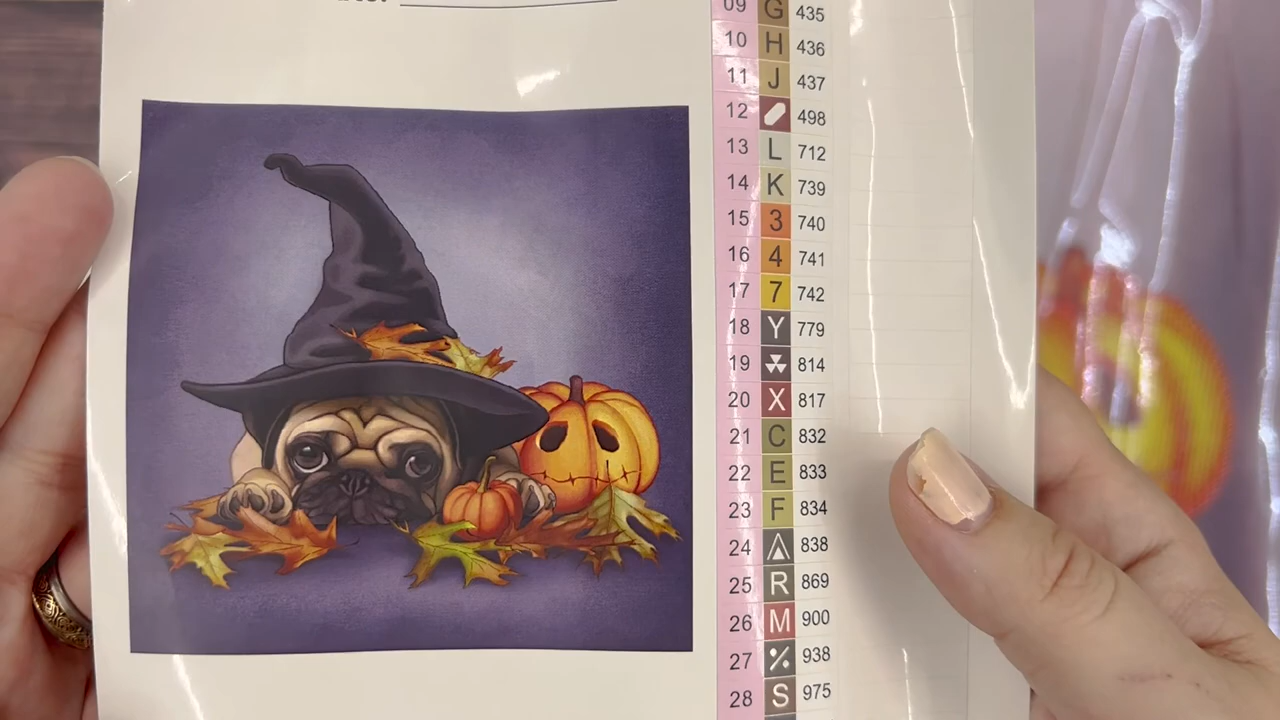 09 G 435
10 H 436
11 J 437
12 498
13 L 712
14 K 739
15 3 740
16 4 741
17 7 742
18 Y 779
19 814
20 X 817
21 C 832
22 E 833
23 F 834
24 838
25 R 869
26 M 900
27 ⁒ 938
28 S 975